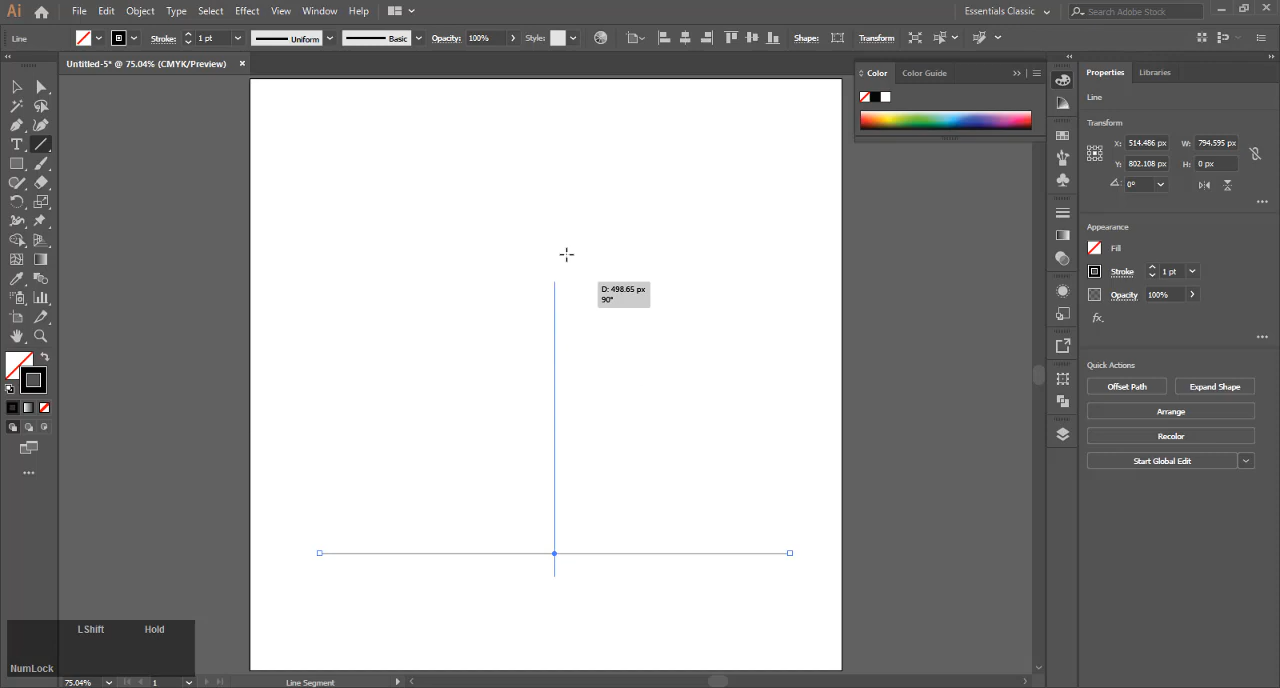 Ai File Edit Object Type Select Effect View Window Help Essentials Classic Search Adobe Stock
Line Stroke: 1 pt Uniform Basic Opacity: 100% Style: Shape: Transform
Untitled-5* @ 75.04% (CMYK/Preview)
Color Color Guide
Properties Libraries
Line
Transform
X: 514.486 px W: 794.595 px
Y: 802.108 px H: 0 px
0°
Appearance
Fill
Stroke 1 pt
Opacity 100%
fx.
Quick Actions
Offset Path Expand Shape
Arrange
Recolor
Start Global Edit
D: 498.65 px
90°
LShift Hold
NumLock
75.04% 1 Line Segment